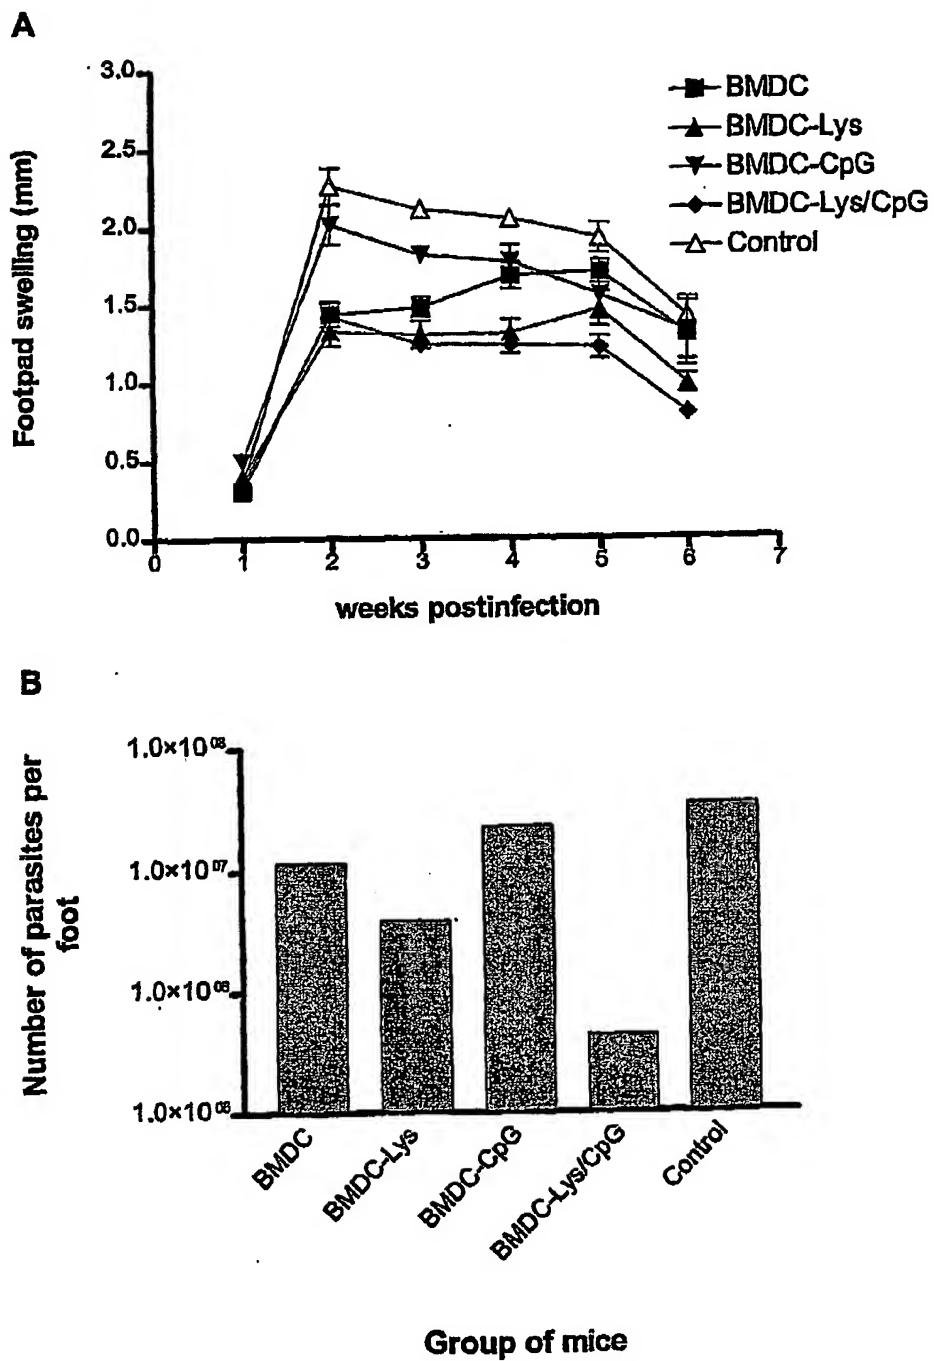 A
3.0
2.5
2.0
1.5
1.0
0.5
0.0
Footpad swelling (mm)
BMDC
BMDC-Lys
BMDC-CpG
BMDC-Lys/CpG
Control
0 1 2 3 4 5 6 7
weeks postinfection
B
Number of parasites per
foot
1.0×10⁰⁸
1.0×10⁰⁷
1.0×10⁰⁶
1.0×10
BMDC
BMDC-Lys
BMDC-CpG
BMDC-Lys/CpG
Control
Group of mice